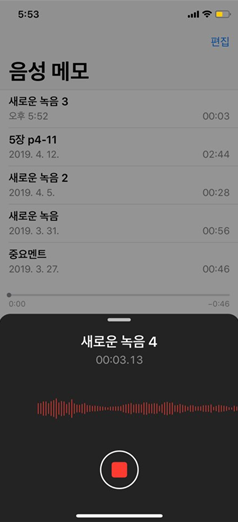 5:53
편집
음성 메모
새로운 녹음 3
오후 5:52 00:03
5장 p4-11
2019. 4. 12. 02:44
새로운 녹음 2
2019. 4. 5. 00:28
새로운 녹음
2019. 3. 31. 00:56
중요멘트
2019. 3. 27. 00:46
0:00 -0:46
새로운 녹음 4
00:03.13